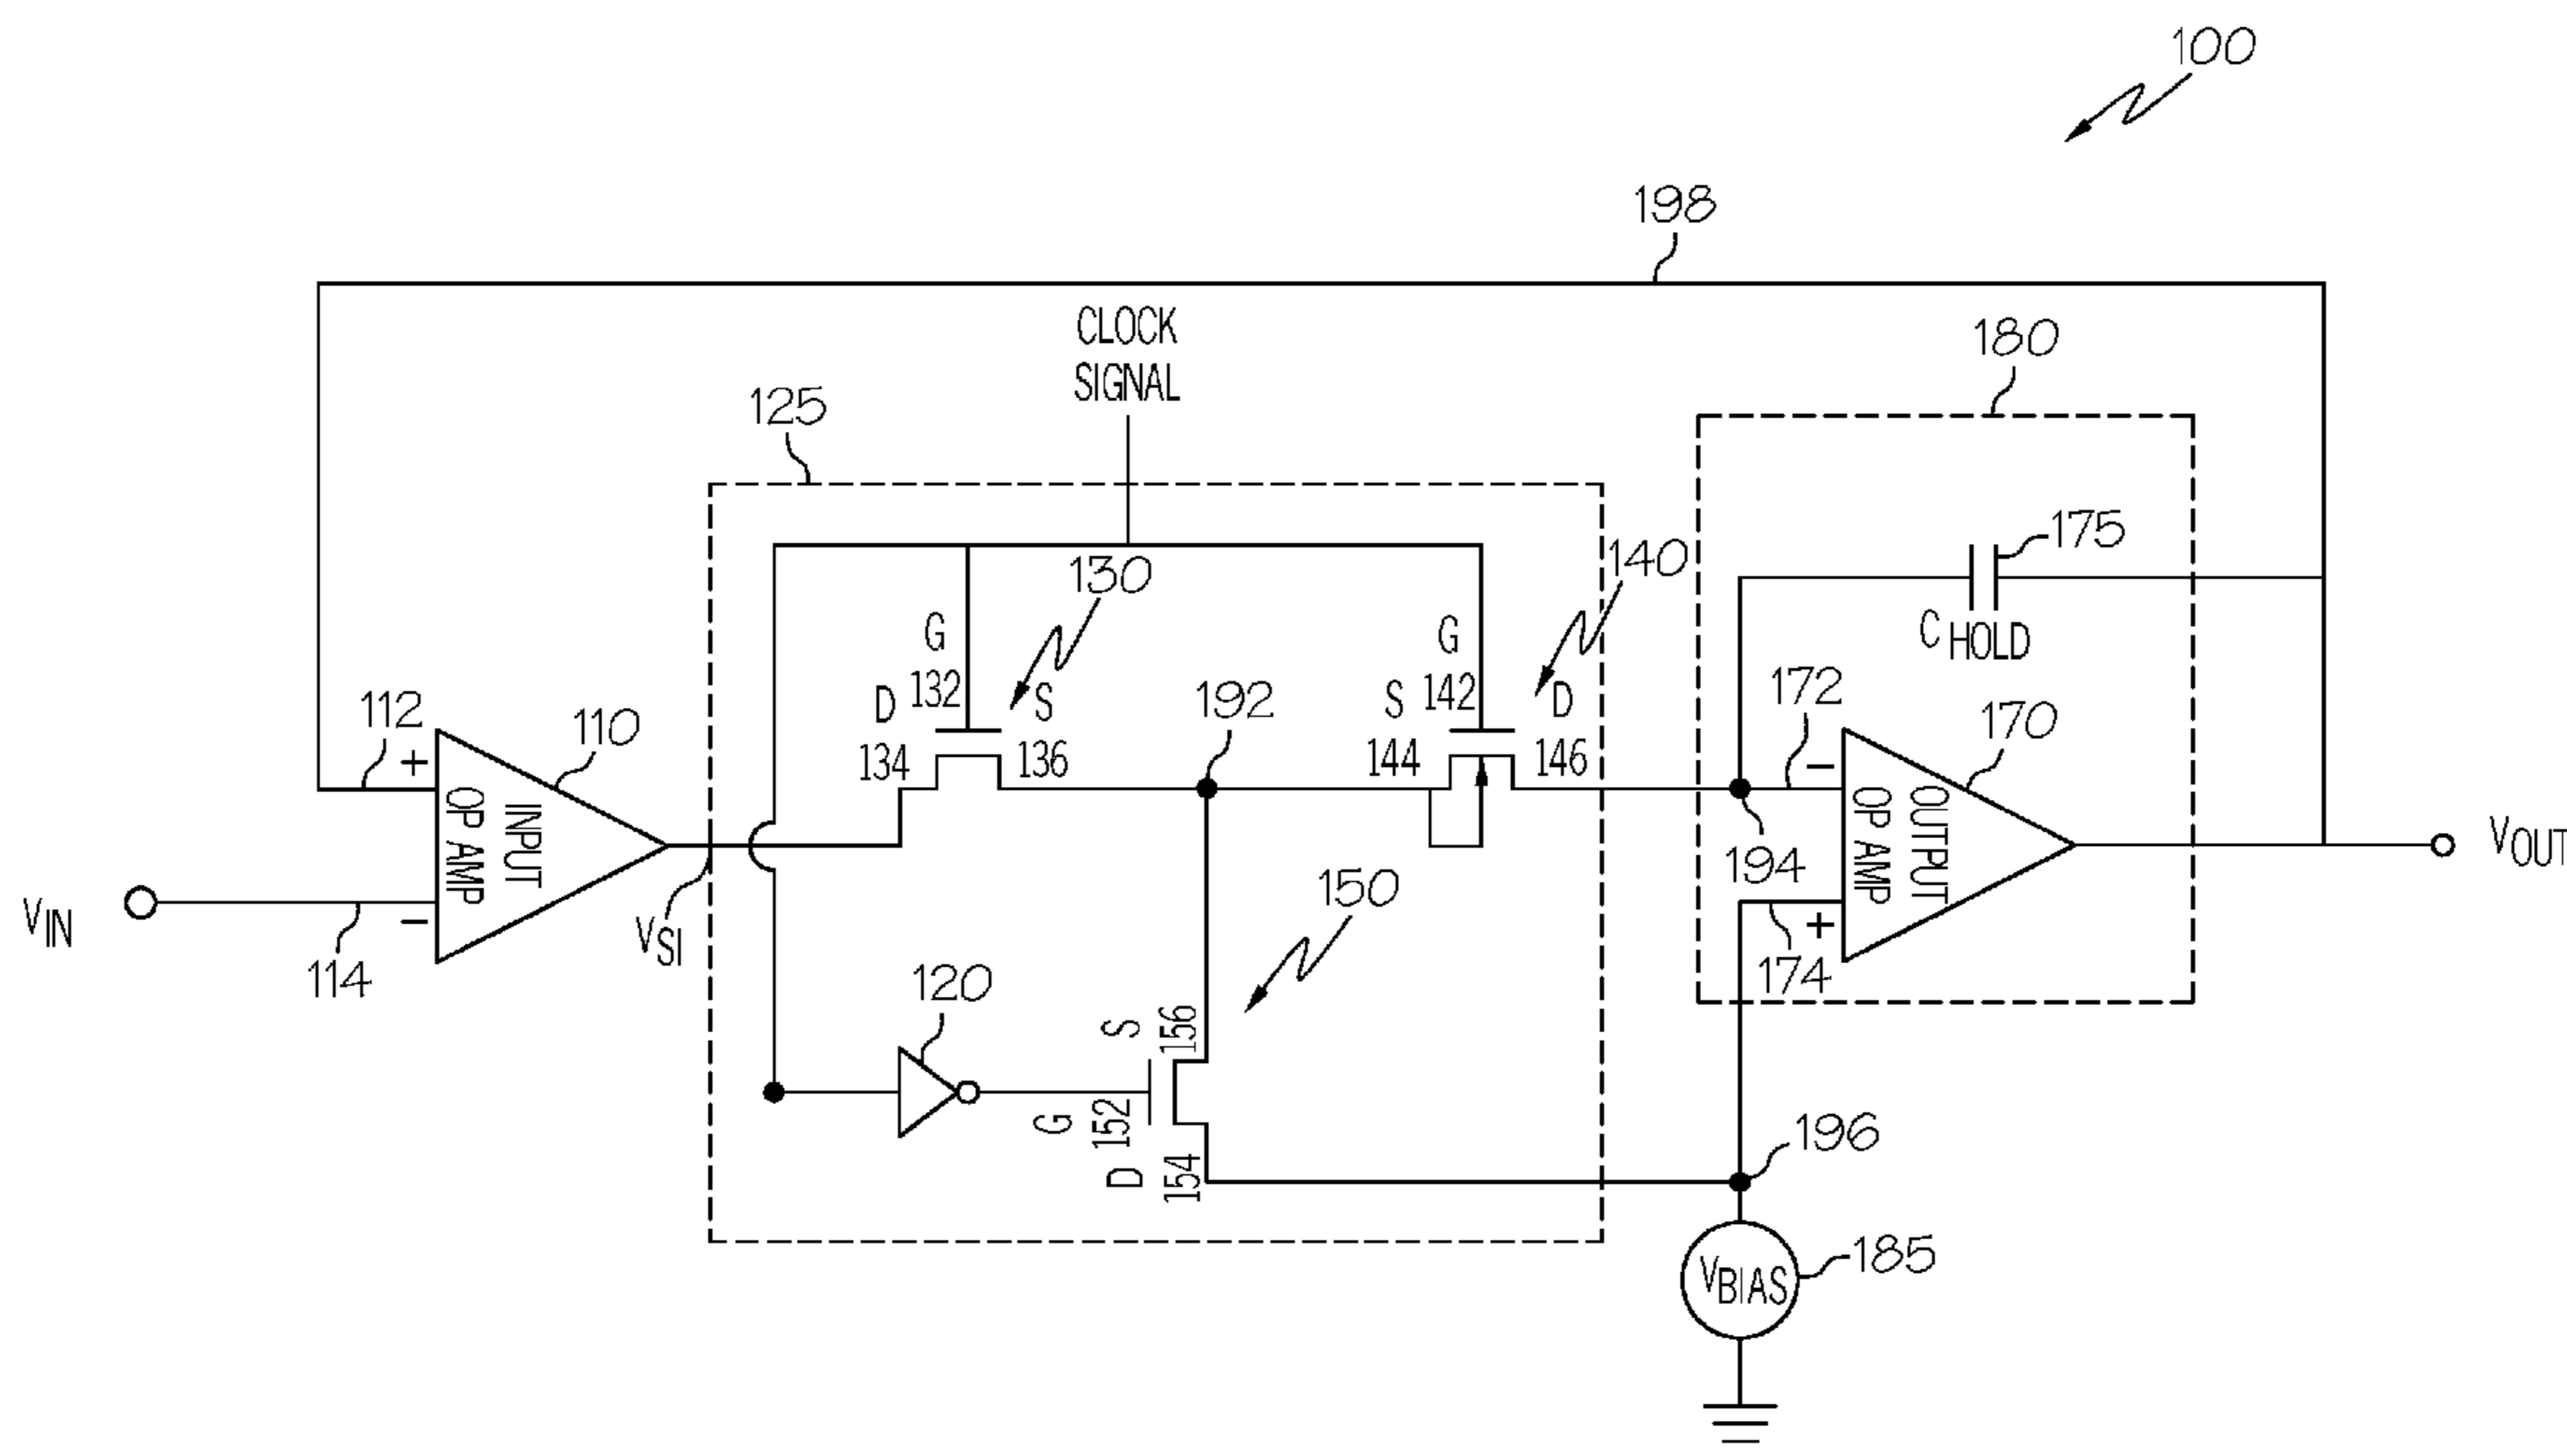 100
198
CLOCK
SIGNAL
180
125
175
130
140
C HOLD
G
G
132
D
S
192
S
142
D
172
170
112
110
134
136
144
146
+
−
INPUT
OP AMP
OUTPUT
OP AMP
VOUT
194
150
VIN
−
+
VSI
114
174
120
S
156
G
152
D
154
196
VBIAS
185